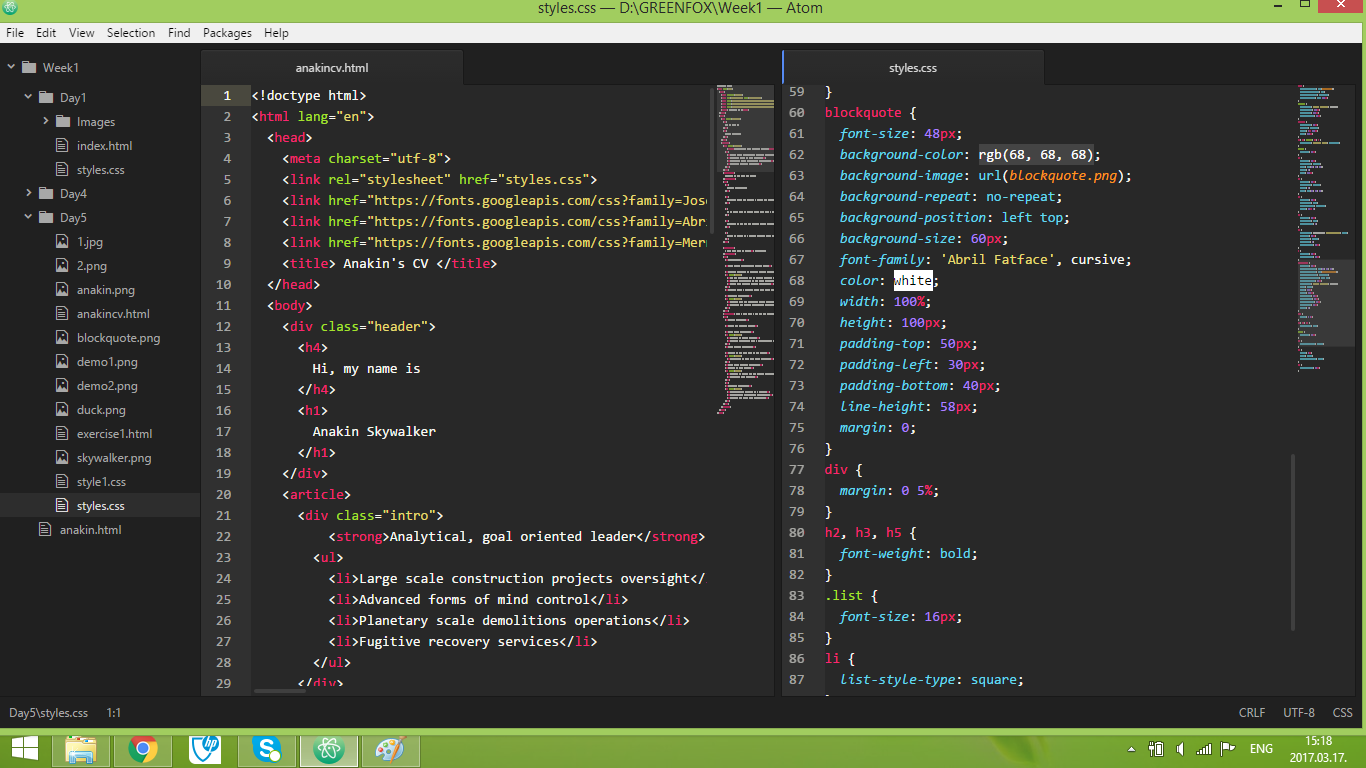 styles.css — D:\GREENFOX\Week1 — Atom
File Edit View Selection Find Packages Help
Week1
Day1
Images
index.html
styles.css
Day4
Day5
1.jpg
2.png
anakin.png
anakincv.html
blockquote.png
demo1.png
demo2.png
duck.png
exercise1.html
skywalker.png
style1.css
styles.css
anakin.html
anakincv.html
1 <!doctype html>
2 <html lang="en">
3 <head>
4 <meta charset="utf-8">
5 <link rel="stylesheet" href="styles.css">
6 <link href="https://fonts.googleapis.com/css?family=Jose
7 <link href="https://fonts.googleapis.com/css?family=Abri
8 <link href="https://fonts.googleapis.com/css?family=Merr
9 <title> Anakin's CV </title>
10 </head>
11 <body>
12 <div class="header">
13 <h4>
14 Hi, my name is
15 </h4>
16 <h1>
17 Anakin Skywalker
18 </h1>
19 </div>
20 <article>
21 <div class="intro">
22 <strong>Analytical, goal oriented leader</strong>
23 <ul>
24 <li>Large scale construction projects oversight</
25 <li>Advanced forms of mind control</li>
26 <li>Planetary scale demolitions operations</li>
27 <li>Fugitive recovery services</li>
28 </ul>
29 </div>
styles.css
59 }
60 blockquote {
61 font-size: 48px;
62 background-color: rgb(68, 68, 68);
63 background-image: url(blockquote.png);
64 background-repeat: no-repeat;
65 background-position: left top;
66 background-size: 60px;
67 font-family: 'Abril Fatface', cursive;
68 color: white;
69 width: 100%;
70 height: 100px;
71 padding-top: 50px;
72 padding-left: 30px;
73 padding-bottom: 40px;
74 line-height: 58px;
75 margin: 0;
76 }
77 div {
78 margin: 0 5%;
79 }
80 h2, h3, h5 {
81 font-weight: bold;
82 }
83 .list {
84 font-size: 16px;
85 }
86 li {
87 list-style-type: square;
Day5\styles.css 1:1 CRLF UTF-8 CSS
hp
ENG
15:18
2017.03.17.